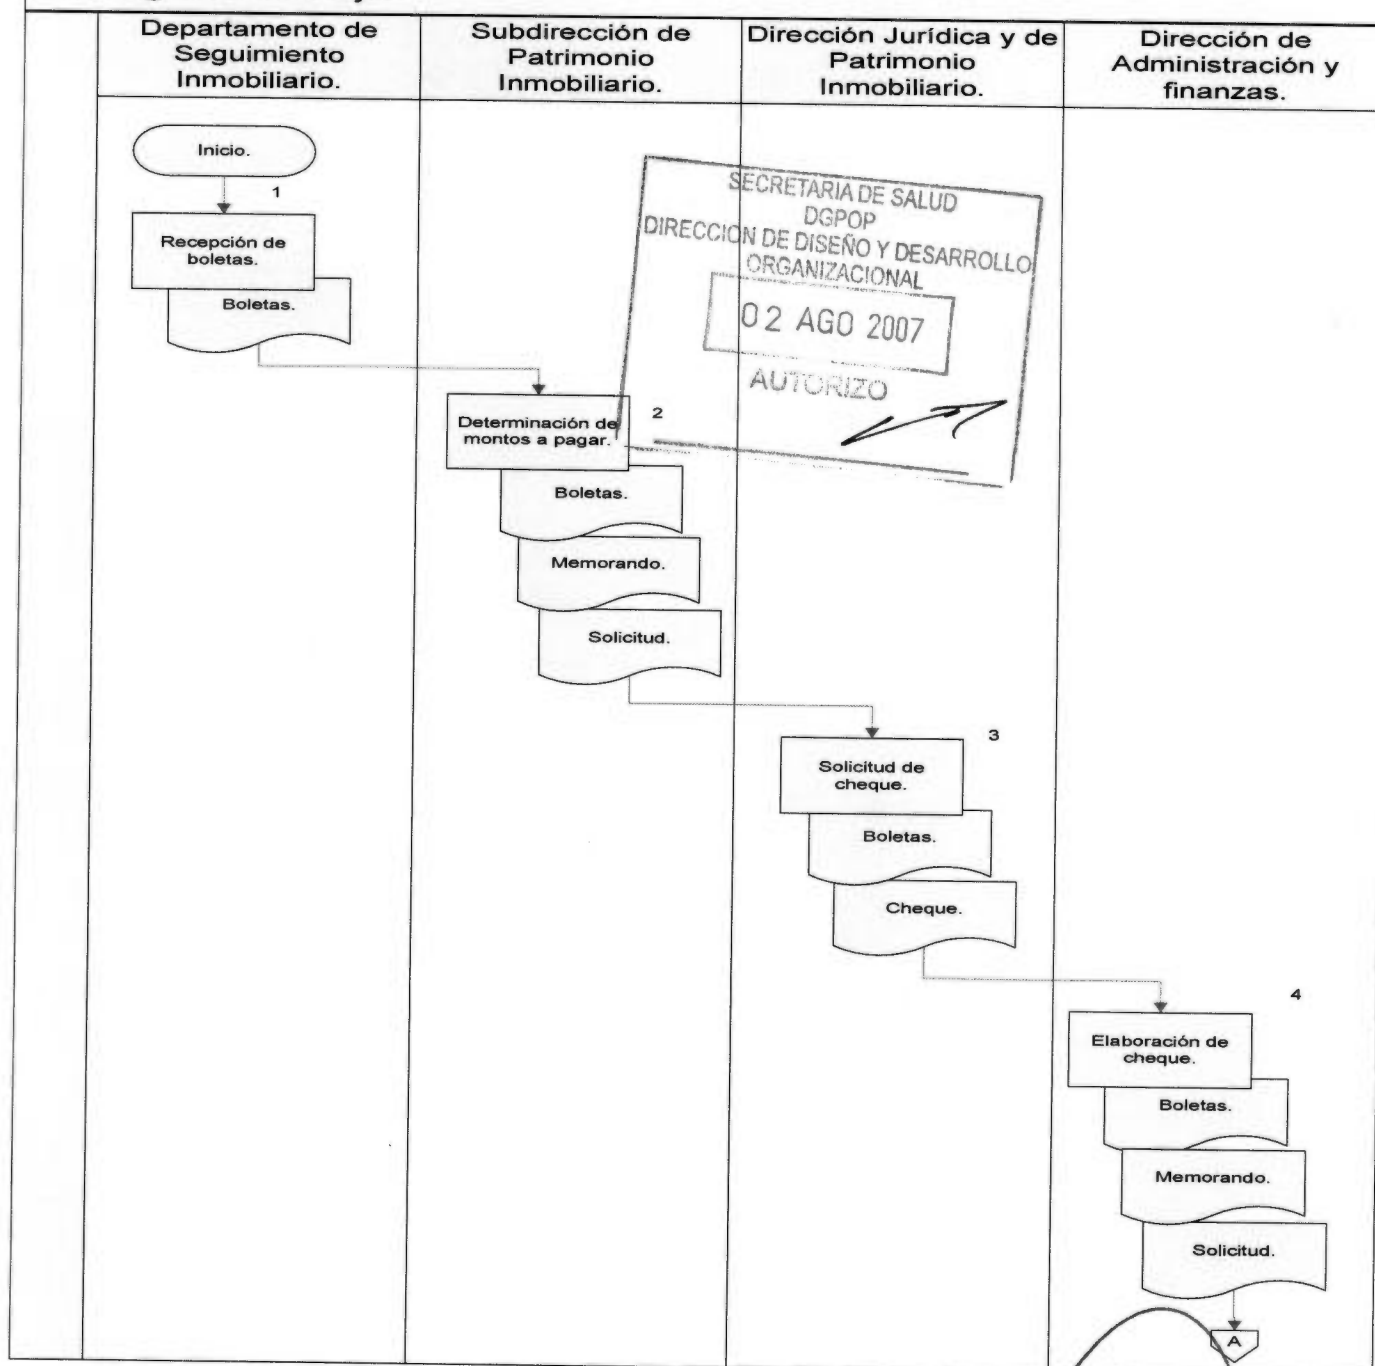 Departamento de
Seguimiento
Inmobiliario.
Subdirección de
Patrimonio
Inmobiliario.
Dirección Jurídica y de
Patrimonio
Inmobiliario.
Dirección de
Administración y
finanzas.
Inicio.
1
Recepción de
boletas.
Boletas.
SECRETARIA DE SALUD
DGPOP
DIRECCION DE DISEÑO Y DESARROLLO
ORGANIZACIONAL
02 AGO 2007
AUTORIZO
2
Determinación de
montos a pagar.
Boletas.
Memorando.
Solicitud.
3
Solicitud de
cheque.
Boletas.
Cheque.
4
Elaboración de
cheque.
Boletas.
Memorando.
Solicitud.
A